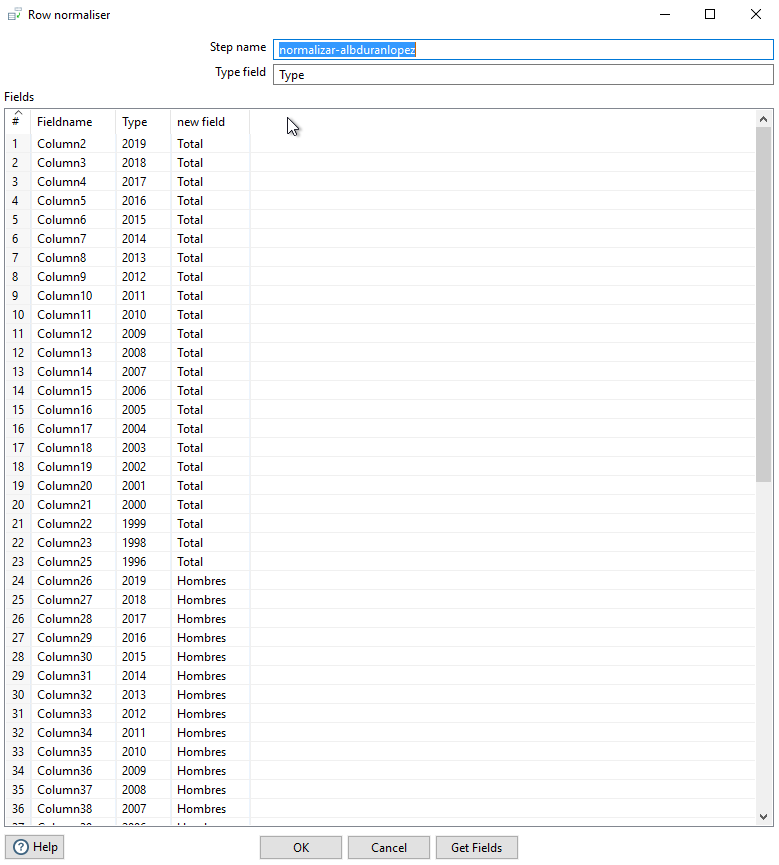 Row normaliser
Step name normalizar-albduranlopez
Type field Type
Fields
# Fieldname Type new field
1 Column2 2019 Total
2 Column3 2018 Total
3 Column4 2017 Total
4 Column5 2016 Total
5 Column6 2015 Total
6 Column7 2014 Total
7 Column8 2013 Total
8 Column9 2012 Total
9 Column10 2011 Total
10 Column11 2010 Total
11 Column12 2009 Total
12 Column13 2008 Total
13 Column14 2007 Total
14 Column15 2006 Total
15 Column16 2005 Total
16 Column17 2004 Total
17 Column18 2003 Total
18 Column19 2002 Total
19 Column20 2001 Total
20 Column21 2000 Total
21 Column22 1999 Total
22 Column23 1998 Total
23 Column25 1996 Total
24 Column26 2019 Hombres
25 Column27 2018 Hombres
26 Column28 2017 Hombres
27 Column29 2016 Hombres
28 Column30 2015 Hombres
29 Column31 2014 Hombres
30 Column32 2013 Hombres
31 Column33 2012 Hombres
32 Column34 2011 Hombres
33 Column35 2010 Hombres
34 Column36 2009 Hombres
35 Column37 2008 Hombres
36 Column38 2007 Hombres
Help OK Cancel Get Fields